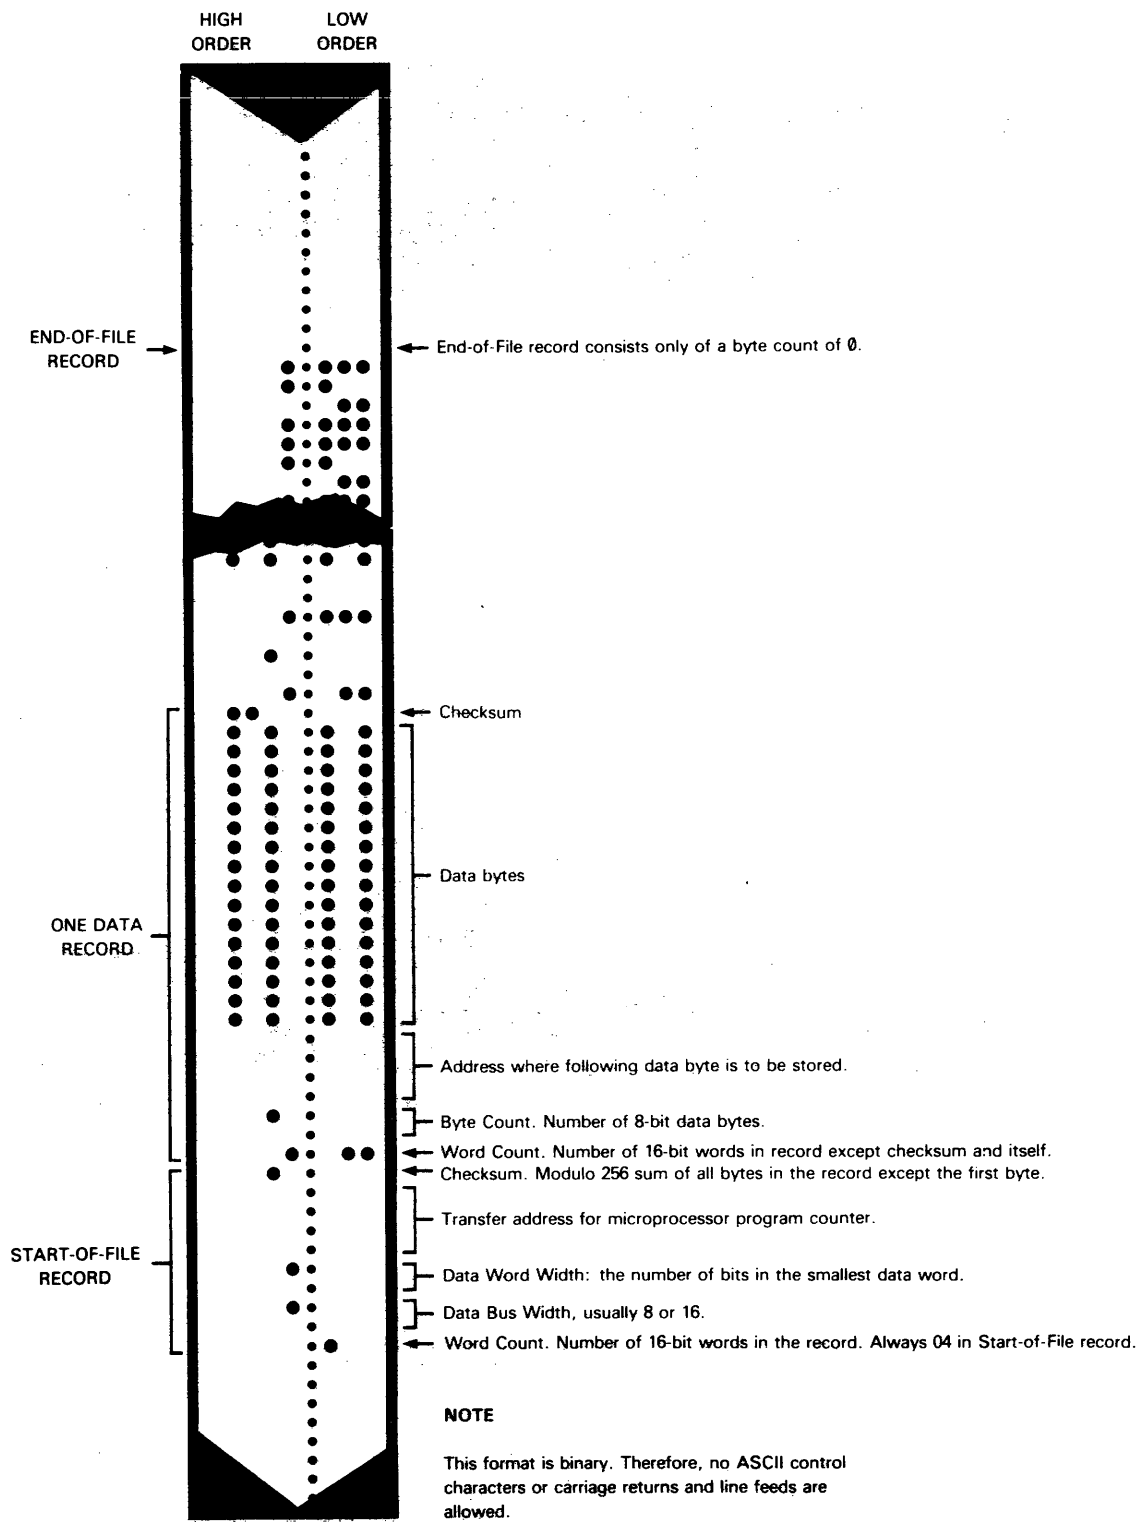 HIGH ORDER
LOW ORDER
END-OF-FILE RECORD
End-of-File record consists only of a byte count of 0.
Checksum
Data bytes
ONE DATA RECORD
Address where following data byte is to be stored.
Byte Count. Number of 8-bit data bytes.
Word Count. Number of 16-bit words in record except checksum and itself.
Checksum. Modulo 256 sum of all bytes in the record except the first byte.
Transfer address for microprocessor program counter.
START-OF-FILE RECORD
Data Word Width: the number of bits in the smallest data word.
Data Bus Width, usually 8 or 16.
Word Count. Number of 16-bit words in the record. Always 04 in Start-of-File record.
NOTE
This format is binary. Therefore, no ASCII control
characters or carriage returns and line feeds are
allowed.